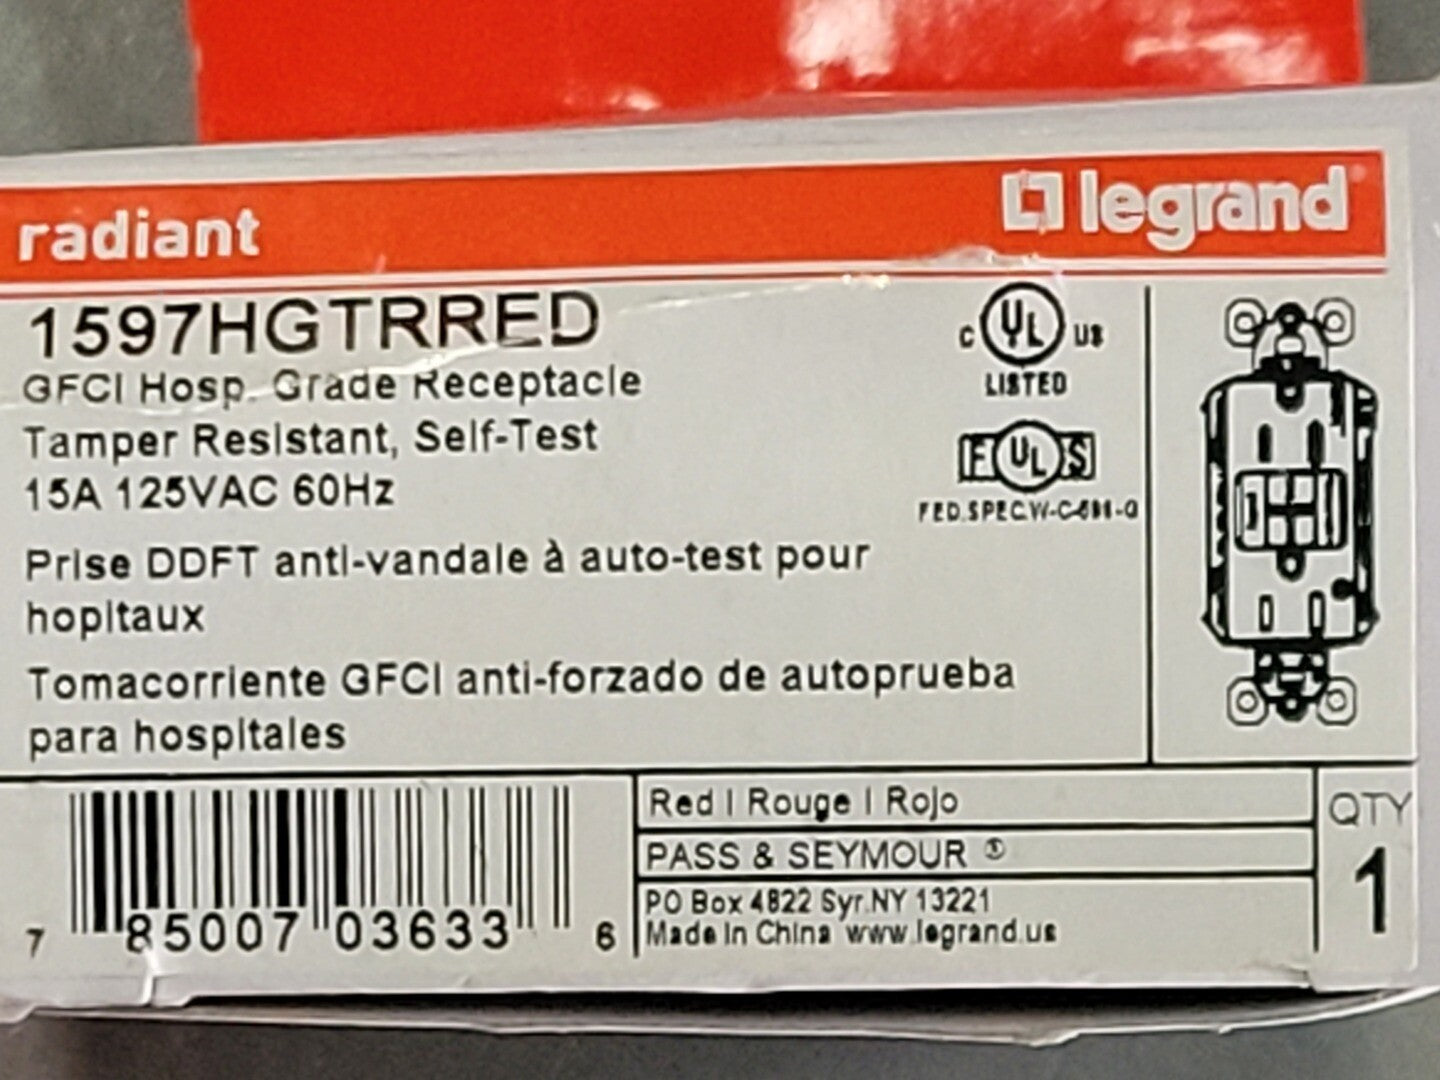 radiant
legrand®
1597HGTRRED
GFCI Hosp. Grade Receptacle
Tamper Resistant, Self-Test
15A 125VAC 60Hz
Prise DDFT anti-vandale à auto-test pour
hopitaux
Tomacorriente GFCI anti-forzado de autoprueba
para hospitales
C UL US
LISTED
F UL S
FED.SPEC.W-C-596-G
7 85007 03633 6
Red | Rouge | Rojo
PASS & SEYMOUR ®
PO Box 4822 Syr.NY 13221
Made In China www.legrand.us
QTY
1